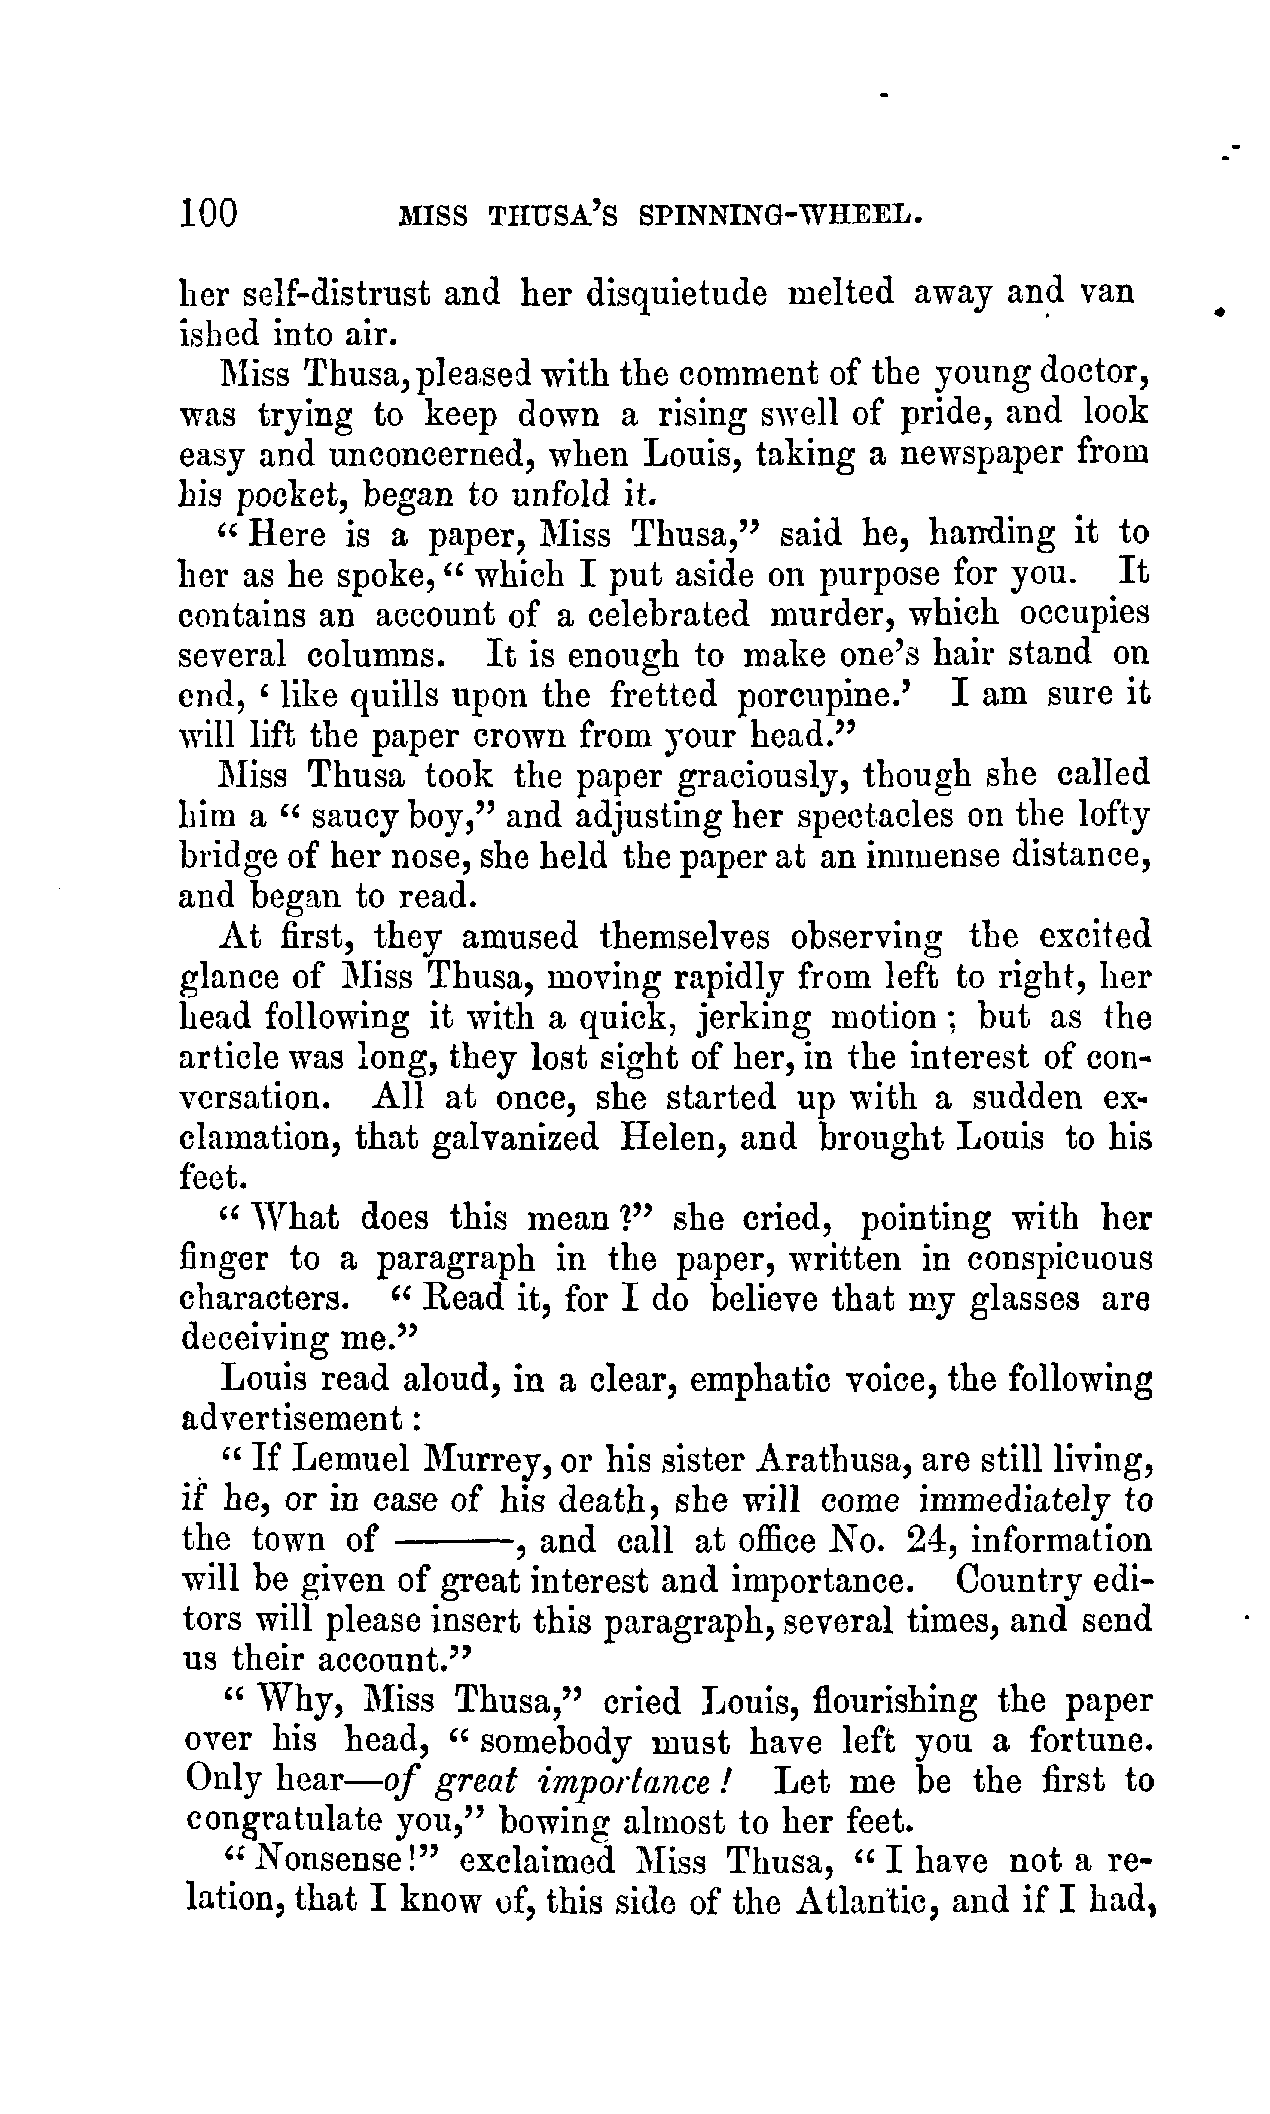 100 MISS THUSA'S SPINNING-WHEEL.
her self-distrust and her disquietude melted away and van
ished into air.
Miss Thusa, pleased with the comment of the young doctor,
was trying to keep down a rising swell of pride, and look
easy and unconcerned, when Louis, taking a newspaper from
his pocket, began to unfold it.
“Here is a paper, Miss Thusa,” said he, handing it to
her as he spoke, “which I put aside on purpose for you. It
contains an account of a celebrated murder, which occupies
several columns. It is enough to make one's hair stand on
end, ‘like quills upon the fretted porcupine.’ I am sure it
will lift the paper crown from your head.”
Miss Thusa took the paper graciously, though she called
him a “saucy boy,” and adjusting her spectacles on the lofty
bridge of her nose, she held the paper at an immense distance,
and began to read.
At first, they amused themselves observing the excited
glance of Miss Thusa, moving rapidly from left to right, her
head following it with a quick, jerking motion; but as the
article was long, they lost sight of her, in the interest of con-
versation. All at once, she started up with a sudden ex-
clamation, that galvanized Helen, and brought Louis to his
feet.
“What does this mean?” she cried, pointing with her
finger to a paragraph in the paper, written in conspicuous
characters. “Read it, for I do believe that my glasses are
deceiving me.”
Louis read aloud, in a clear, emphatic voice, the following
advertisement:
“If Lemuel Murrey, or his sister Arathusa, are still living,
if he, or in case of his death, she will come immediately to
the town of ———, and call at office No. 24, information
will be given of great interest and importance. Country edi-
tors will please insert this paragraph, several times, and send
us their account.”
“Why, Miss Thusa,” cried Louis, flourishing the paper
over his head, “somebody must have left you a fortune.
Only hear—of great importance! Let me be the first to
congratulate you,” bowing almost to her feet.
“Nonsense!” exclaimed Miss Thusa, “I have not a re-
lation, that I know of, this side of the Atlantic, and if I had,